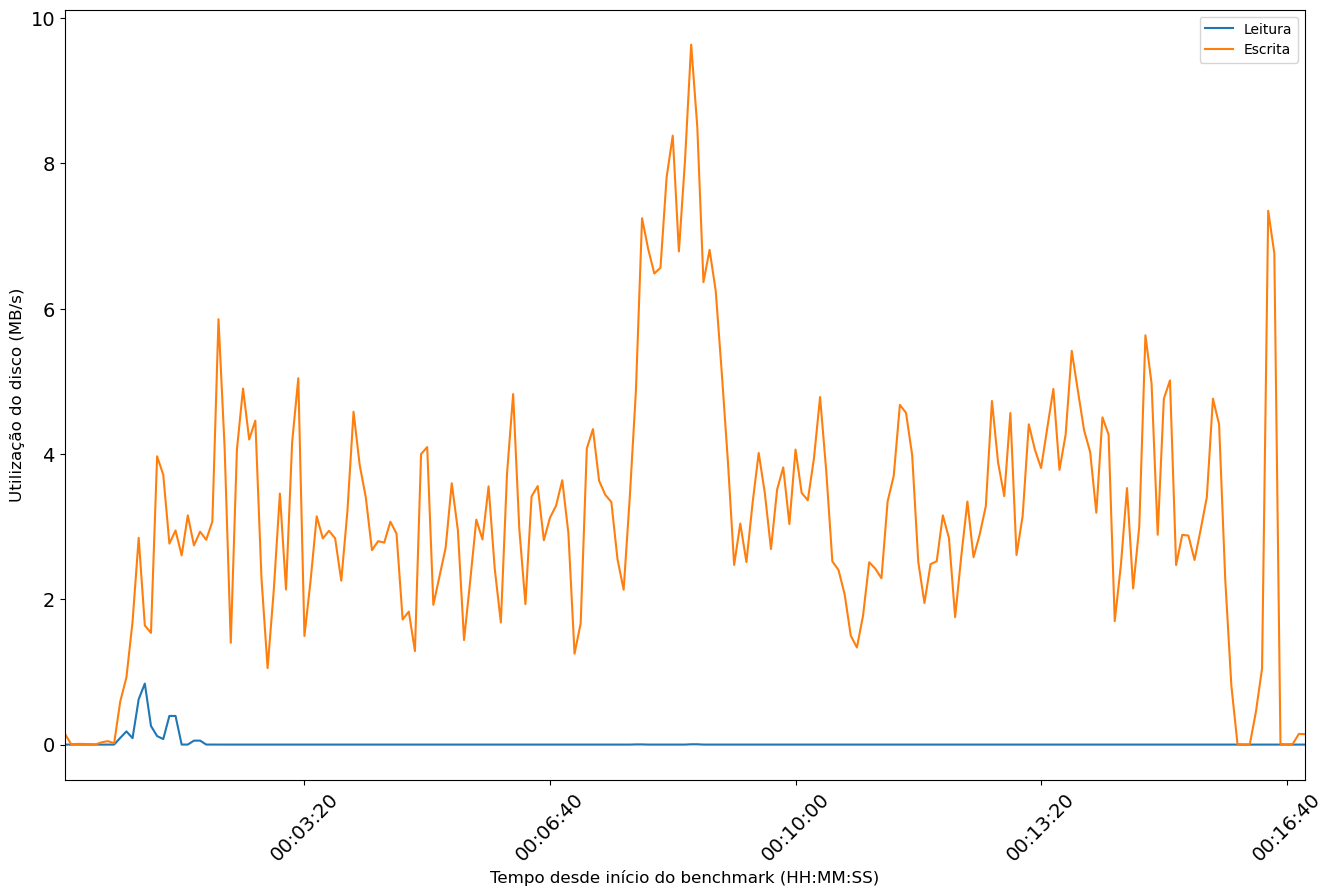 10
8
6
4
2
0
Utilização do disco (MB/s)
Leitura
Escrita
00:03:20
00:06:40
00:10:00
00:13:20
00:16:40
Tempo desde início do benchmark (HH:MM:SS)